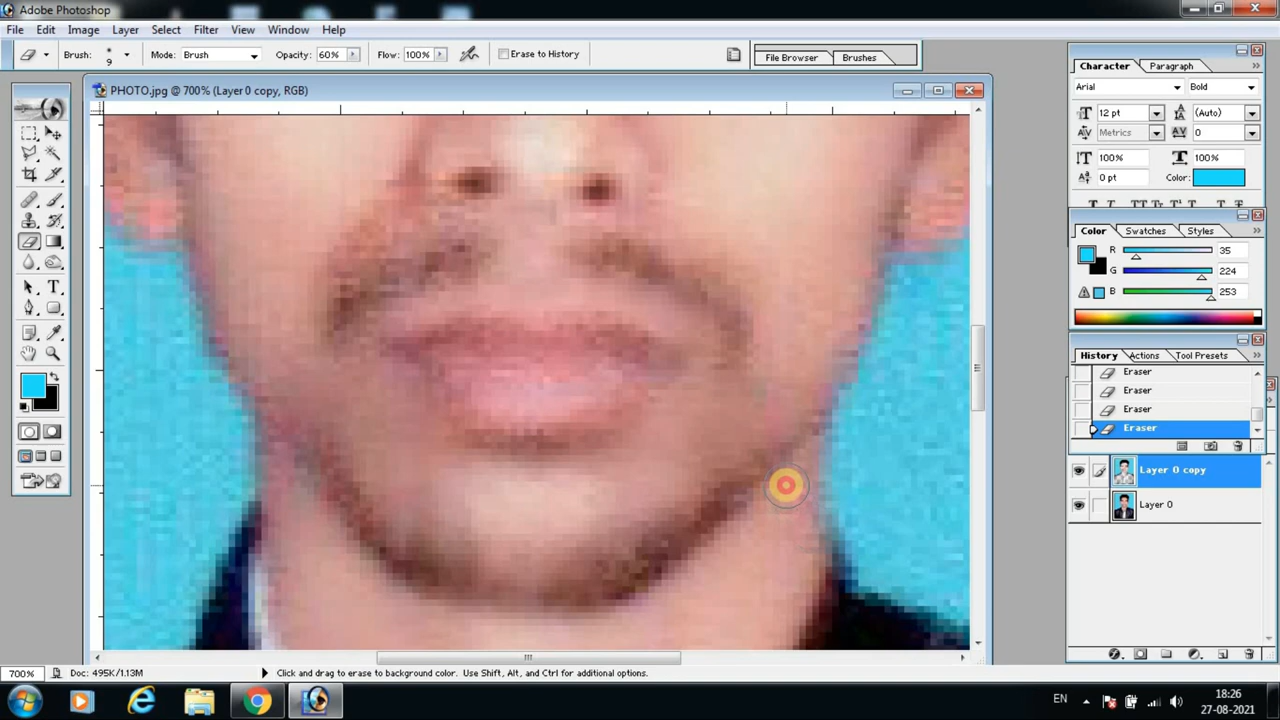 Adobe Photoshop
File Edit Image Layer Select Filter View Window Help
Brush: 9 Mode: Brush Opacity: 60% Flow: 100% Erase to History File Browser Brushes
PHOTO.jpg @ 700% (Layer 0 copy, RGB)
Character Paragraph
Arial Bold
12 pt (Auto)
Metrics 0
100% 100%
0 pt Color:
Color Swatches Styles
R 35
G 224
B 253
History Actions Tool Presets
Eraser
Eraser
Eraser
Eraser
Layer 0 copy
Layer 0
700% Doc: 495K/1.13M Click and drag to erase to background color. Use Shift, Alt, and Ctrl for additional options.
EN 18:26
27-08-2021